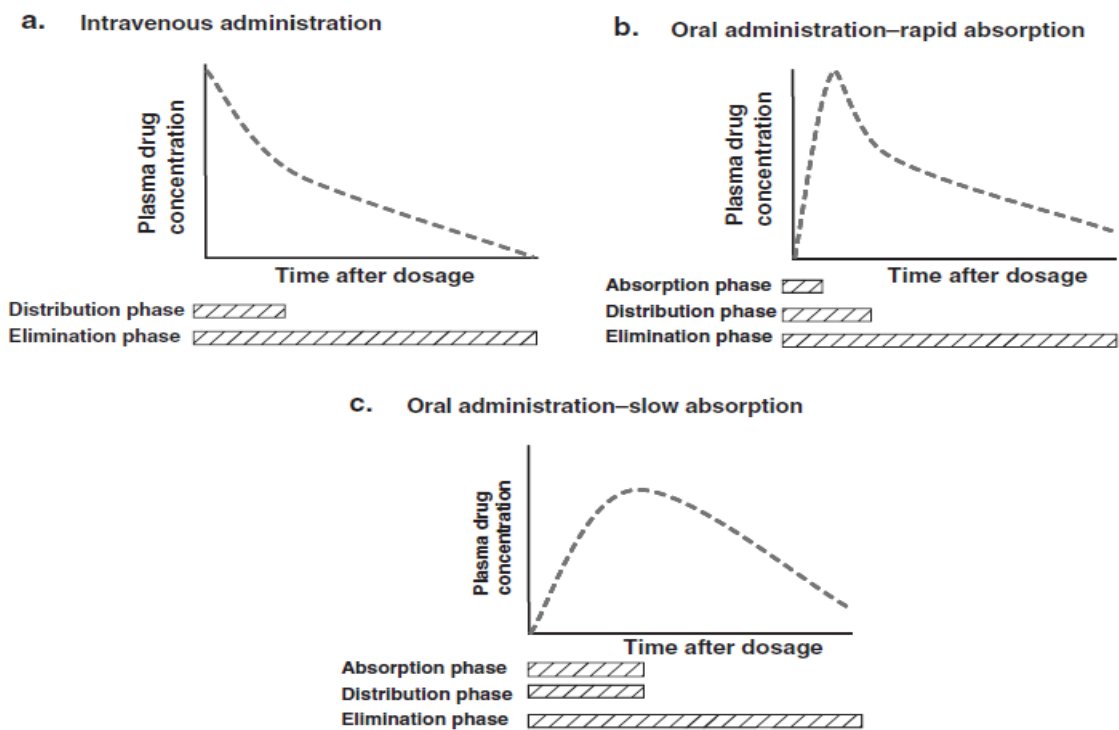 a. Intravenous administration
Plasma drug
concentration
Time after dosage
Distribution phase
Elimination phase
b. Oral administration–rapid absorption
Plasma drug
concentration
Time after dosage
Absorption phase
Distribution phase
Elimination phase
c. Oral administration–slow absorption
Plasma drug
concentration
Time after dosage
Absorption phase
Distribution phase
Elimination phase